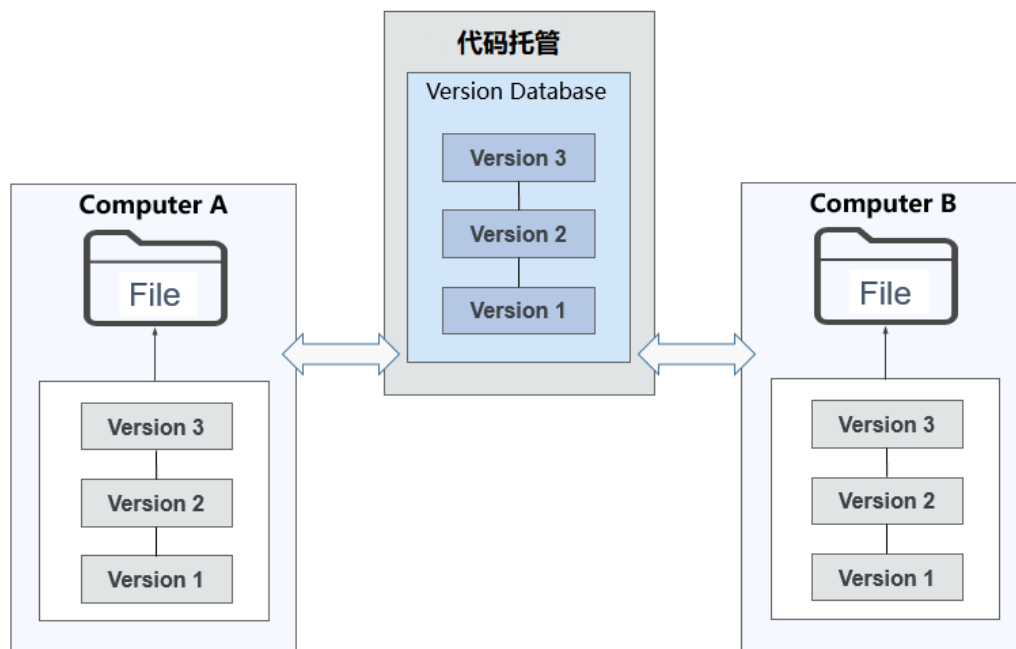 代码托管
Version Database
Version 3
Version 2
Version 1
Computer A
File
Version 3
Version 2
Version 1
Computer B
File
Version 3
Version 2
Version 1